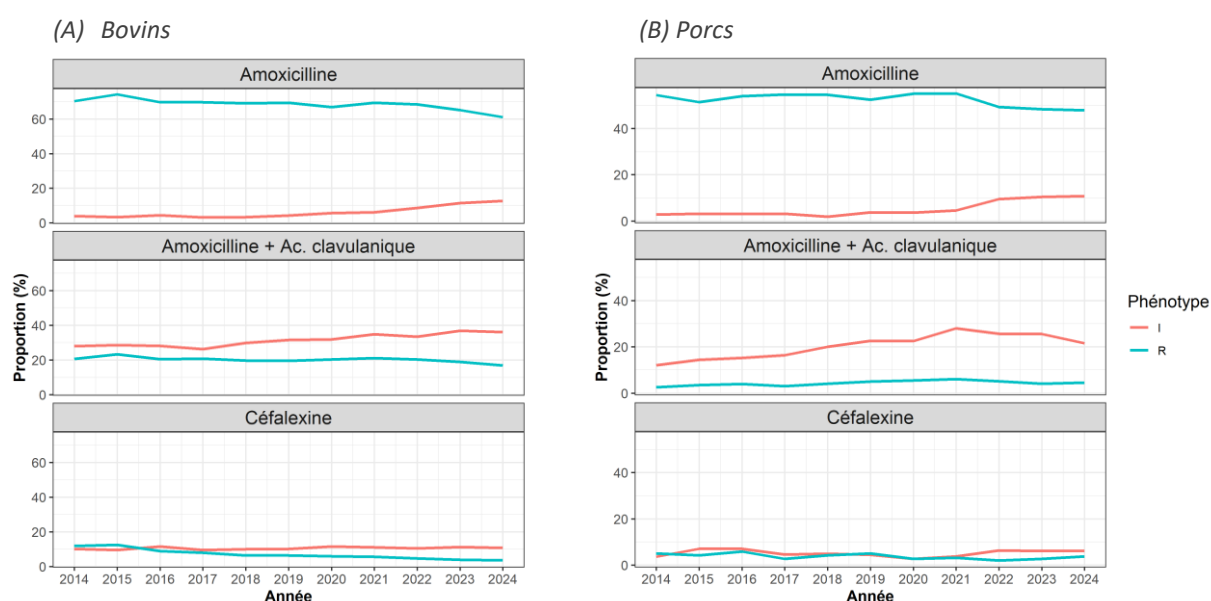 (A) Bovins
Amoxicilline
60
40
20
0
Amoxicilline + Ac. clavulanique
60
40
20
0
Céfalexine
60
40
20
0
2014 2015 2016 2017 2018 2019 2020 2021 2022 2023 2024
Année
Proportion (%)
(B) Porcs
Amoxicilline
40
20
0
Amoxicilline + Ac. clavulanique
40
20
0
Céfalexine
40
20
0
2014 2015 2016 2017 2018 2019 2020 2021 2022 2023 2024
Année
Proportion (%)
Phénotype
I
R